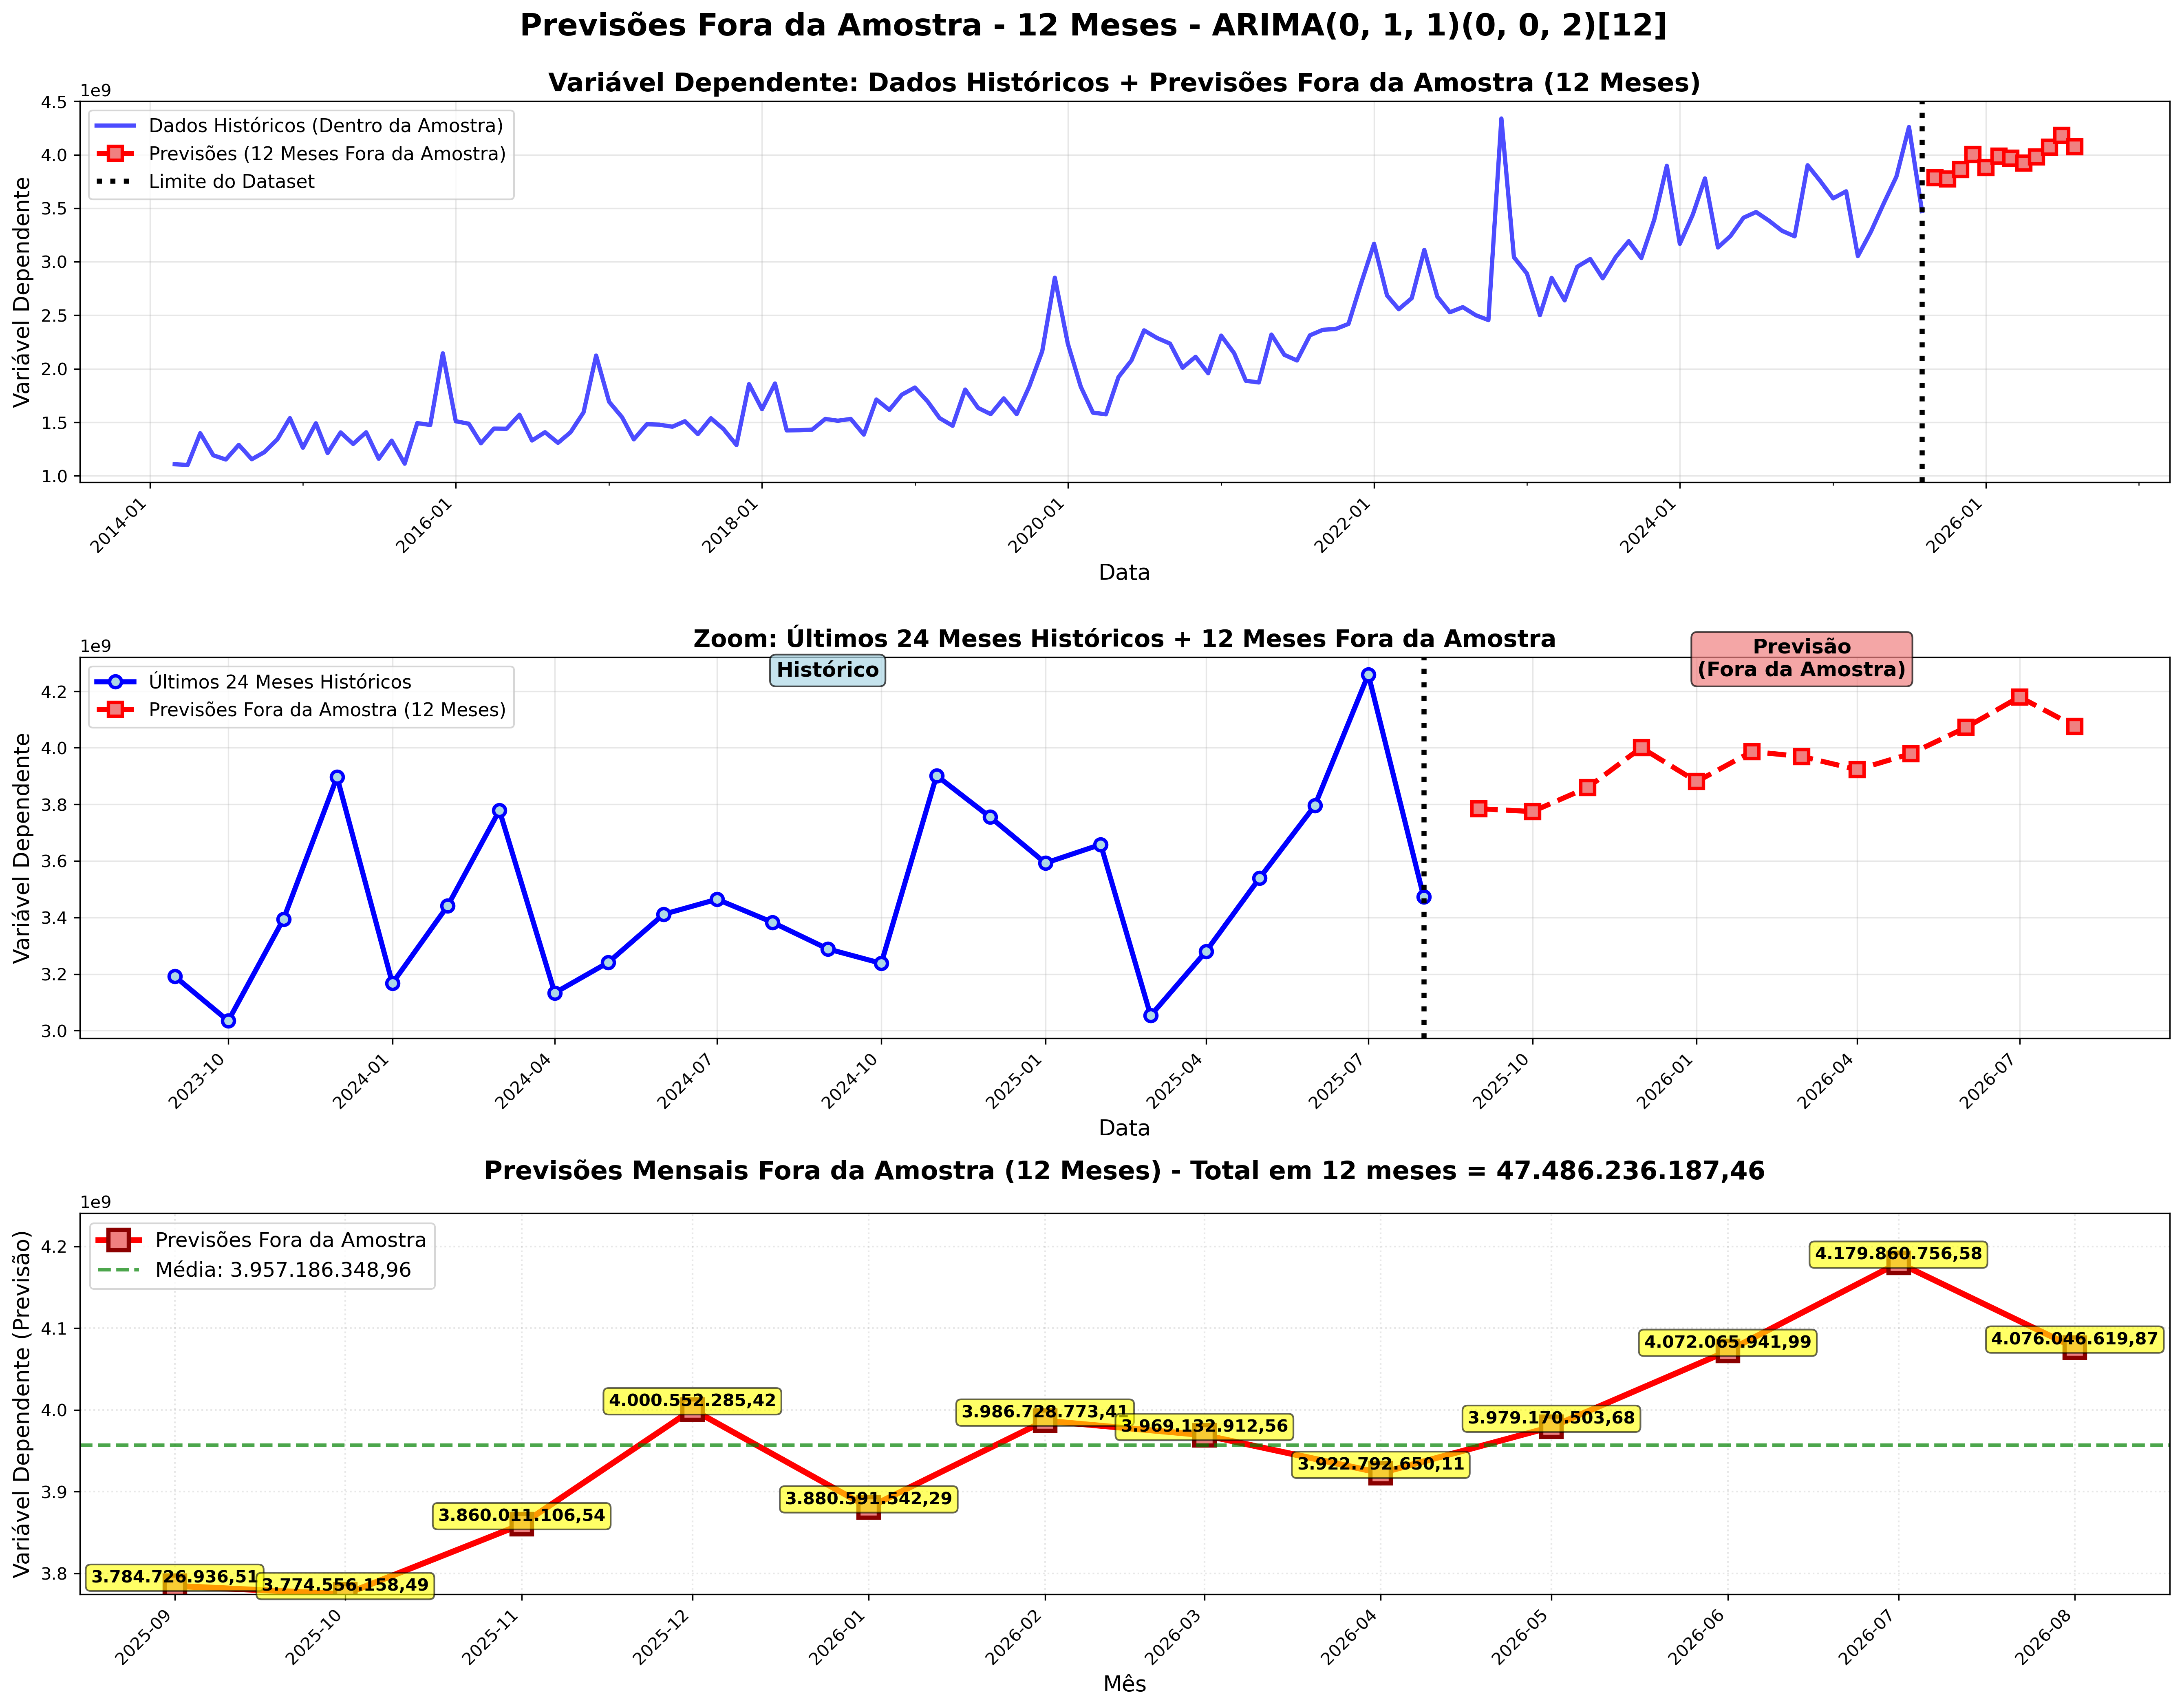 Previsões Fora da Amostra - 12 Meses - ARIMA(0, 1, 1)(0, 0, 2)[12]
Variável Dependente: Dados Históricos + Previsões Fora da Amostra (12 Meses)
1e9
Dados Históricos (Dentro da Amostra)
Previsões (12 Meses Fora da Amostra)
Limite do Dataset
Variável Dependente
4.5
4.0
3.5
3.0
2.5
2.0
1.5
1.0
2014-01
2016-01
2018-01
2020-01
2022-01
2024-01
2026-01
Data
Zoom: Últimos 24 Meses Históricos + 12 Meses Fora da Amostra
1e9
Últimos 24 Meses Históricos
Previsões Fora da Amostra (12 Meses)
Histórico
Previsão
(Fora da Amostra)
Variável Dependente
4.2
4.0
3.8
3.6
3.4
3.2
3.0
2023-10
2024-01
2024-04
2024-07
2024-10
2025-01
2025-04
2025-07
2025-10
2026-01
2026-04
2026-07
Data
Previsões Mensais Fora da Amostra (12 Meses) - Total em 12 meses = 47.486.236.187,46
1e9
Previsões Fora da Amostra
Média: 3.957.186.348,96
Variável Dependente (Previsão)
4.2
4.1
4.0
3.9
3.8
3.784.726.936,51
3.774.556.158,49
3.860.011.106,54
4.000.552.285,42
3.880.591.542,29
3.986.728.773,41
3.969.132.912,56
3.922.792.650,11
3.979.170.503,68
4.072.065.941,99
4.179.860.756,58
4.076.046.619,87
2025-09
2025-10
2025-11
2025-12
2026-01
2026-02
2026-03
2026-04
2026-05
2026-06
2026-07
2026-08
Mês